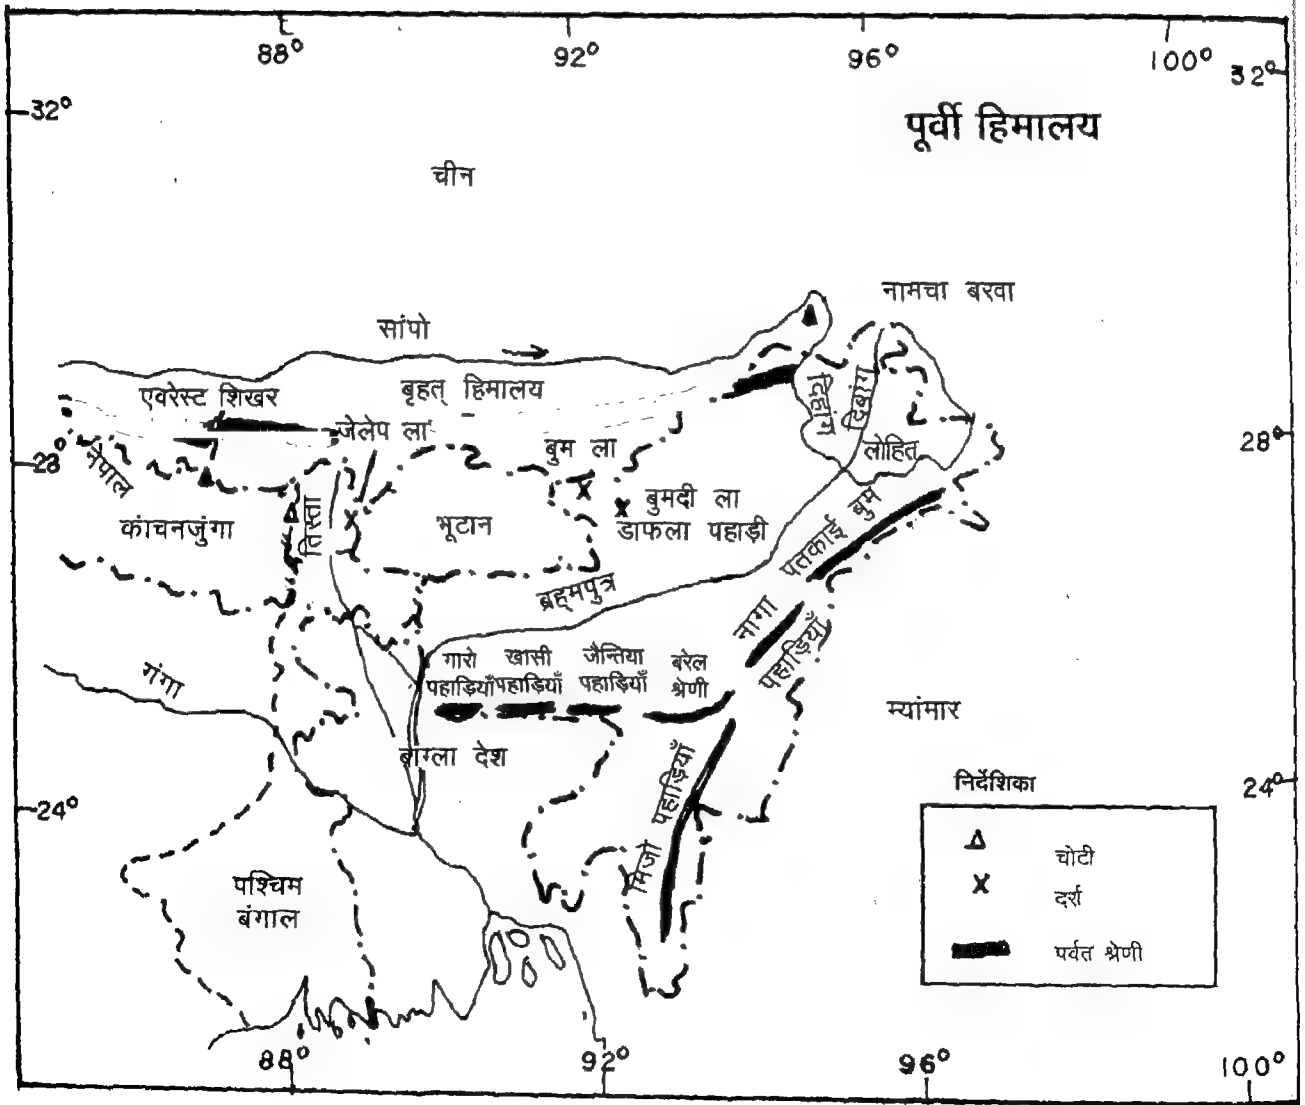 88° 92° 96° 100° 32°
32°
पूर्वी हिमालय
चीन
नामचा बरवा
सांपो
एवरेस्ट शिखर
बृहत् हिमालय
जेलेप ला
दिहांग
दिबांग
लोहित
28°
28°
नेपाल
बुम ला
बुमदी ला
डाफला पहाड़ी
कांचनजुंगा
तिस्ता
भूटान
पतकाई बुम
ब्रह्मपुत्र
नागा
पहाड़ियाँ
गंगा
गारो
पहाड़ियाँ
खासी
पहाड़ियाँ
जैन्तिया
पहाड़ियाँ
बरेल
श्रेणी
म्यांमार
बांग्ला देश
मिजो पहाड़ियाँ
24°
24°
पश्चिम
बंगाल
निर्देशिका
चोटी
दर्रा
पर्वत श्रेणी
88° 92° 96° 100°